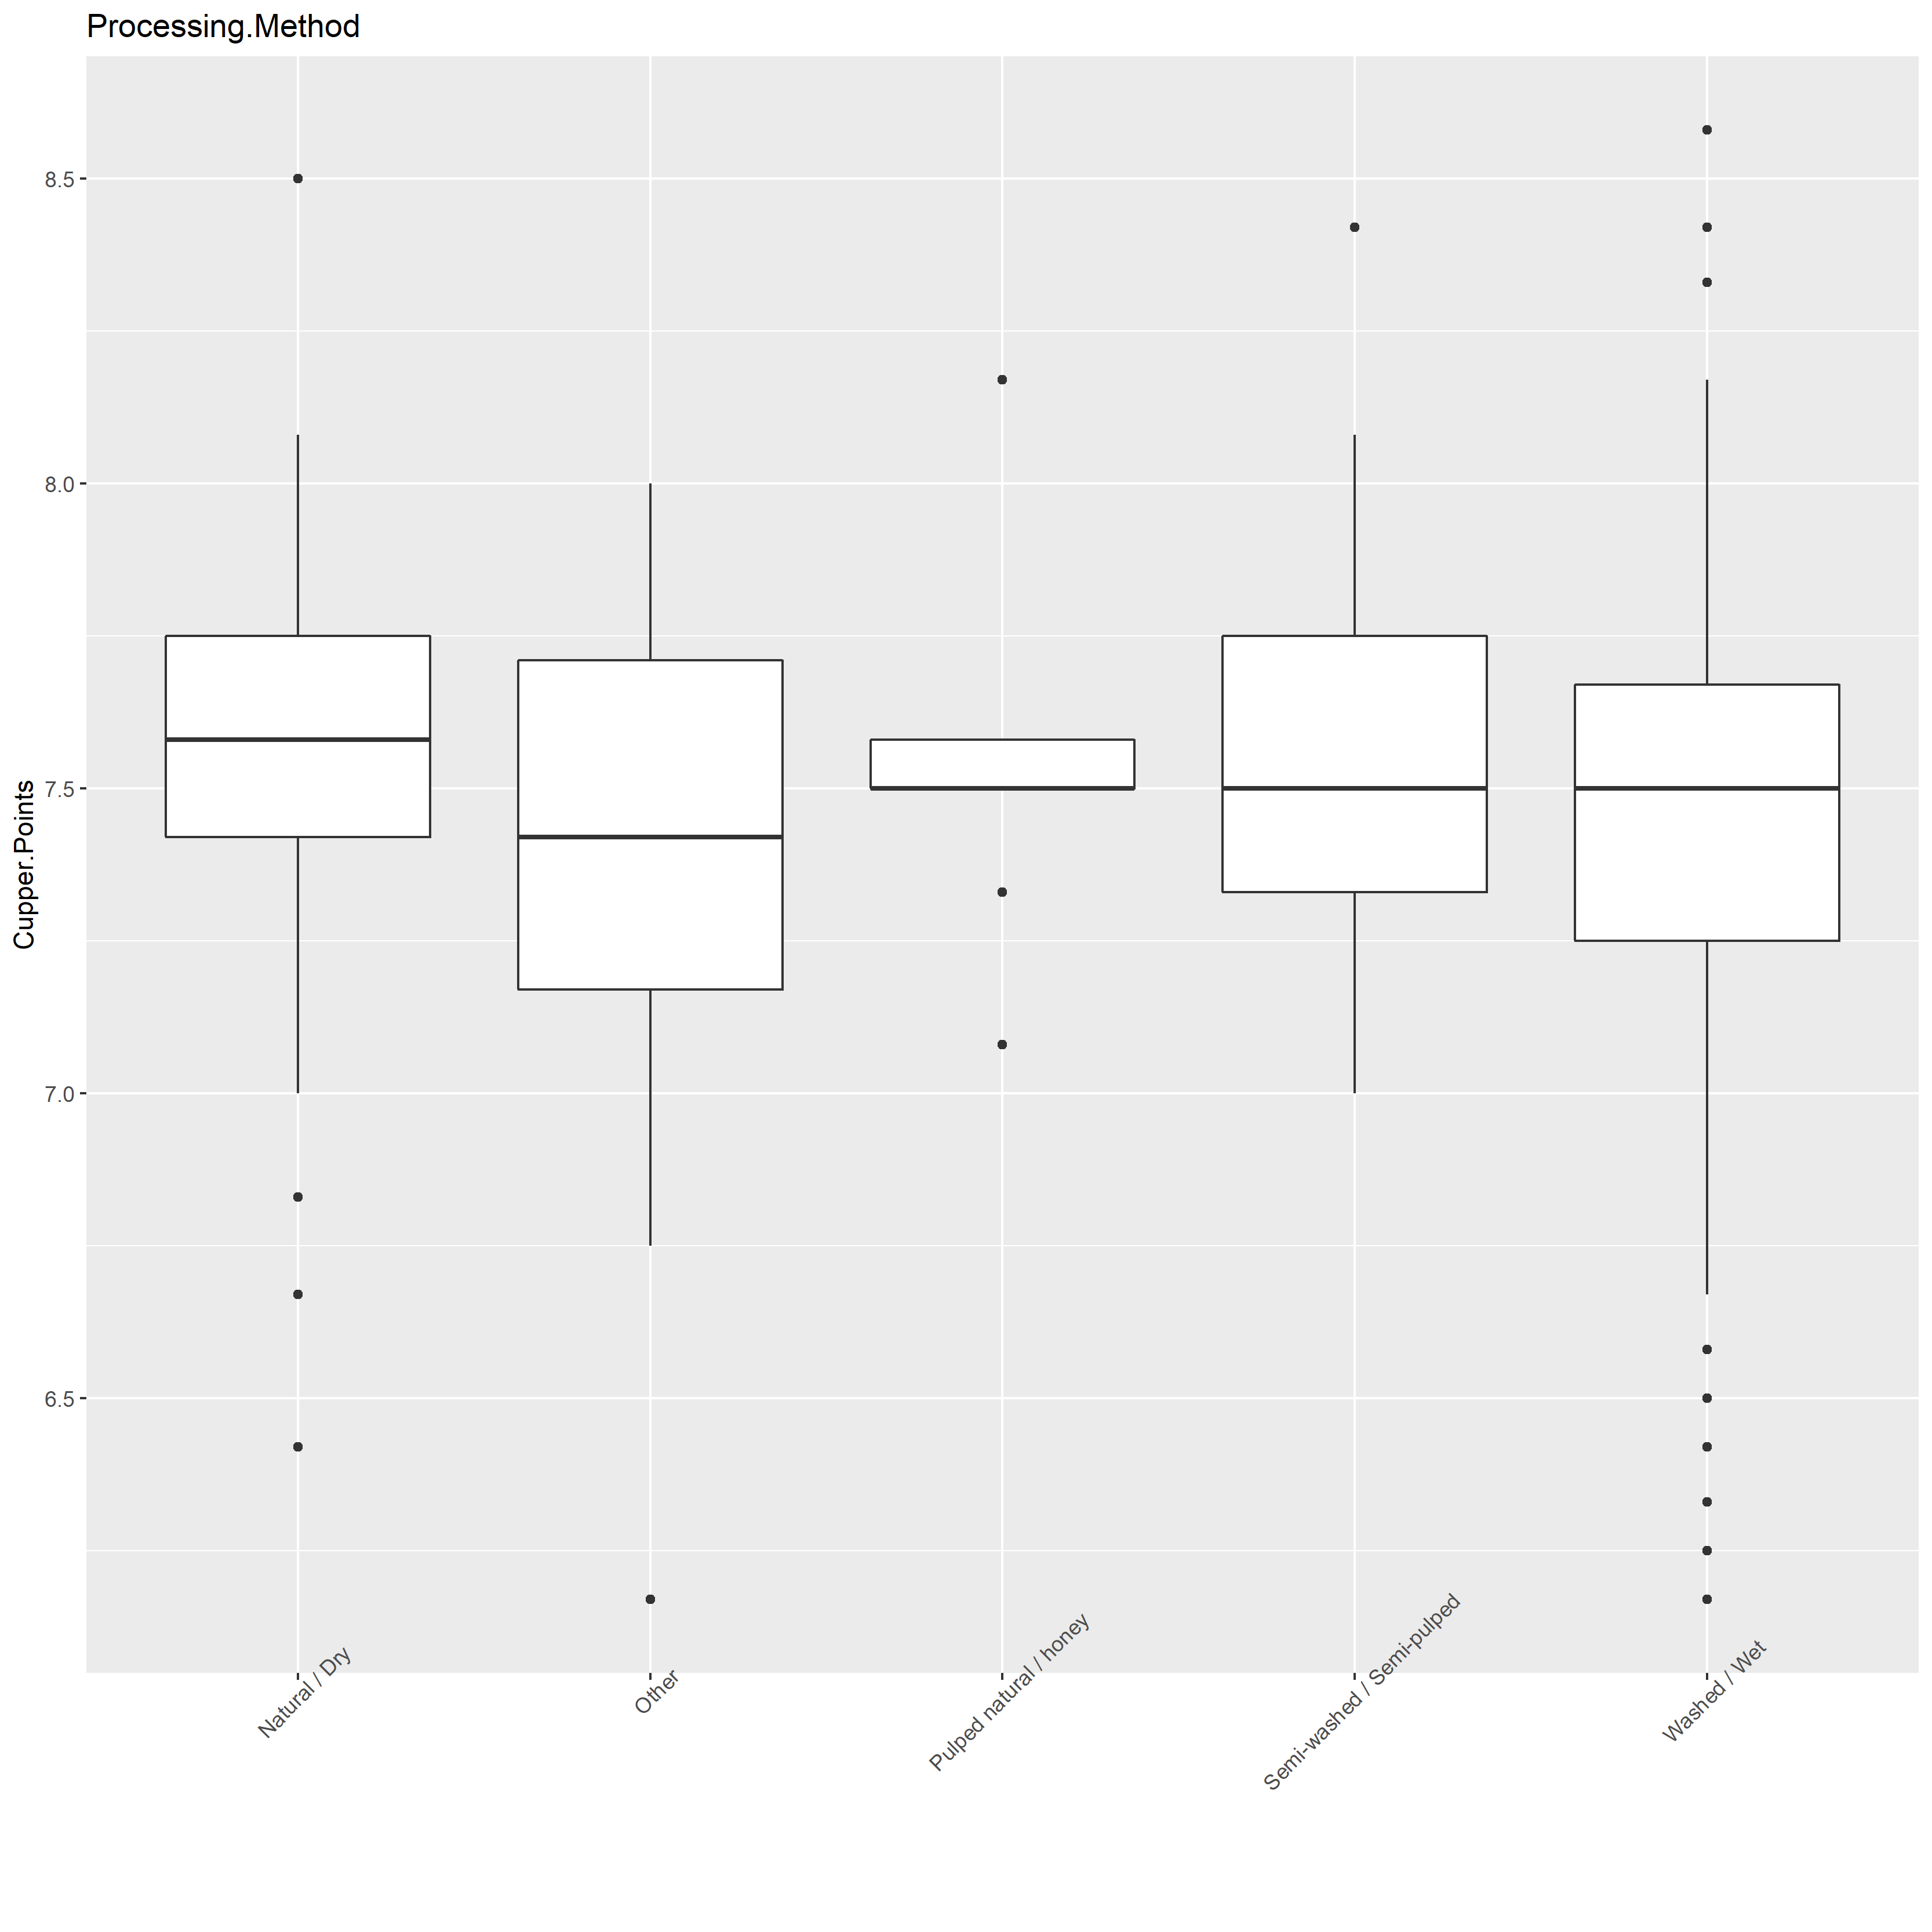 Processing.Method
Cupper.Points
8.5
8.0
7.5
7.0
6.5
Natural / Dry
Other
Pulped natural / honey
Semi-washed / Semi-pulped
Washed / Wet